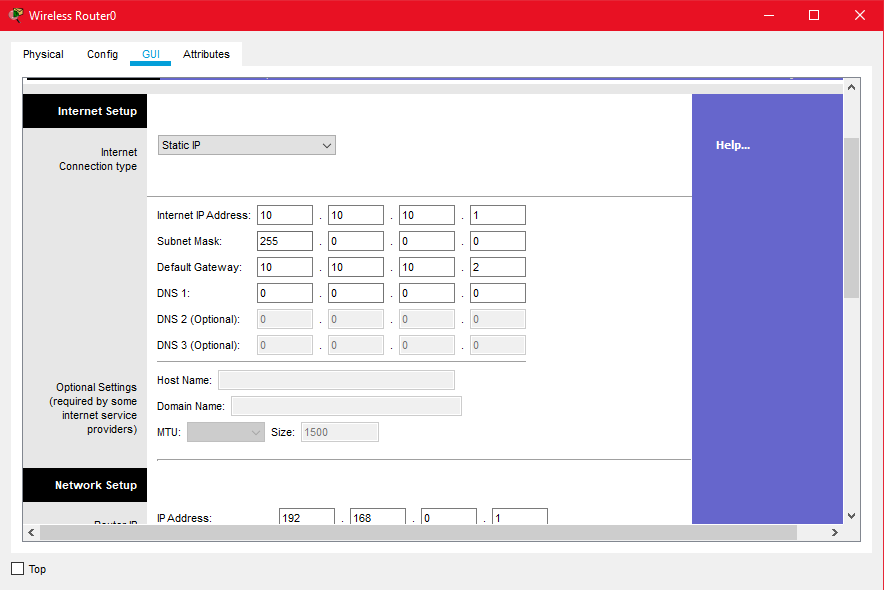 Wireless Router0
Physical Config GUI Attributes
Internet Setup
Internet
Connection type
Static IP
Help...
Internet IP Address: 10 . 10 . 10 . 1
Subnet Mask: 255 . 0 . 0 . 0
Default Gateway: 10 . 10 . 10 . 2
DNS 1: 0 . 0 . 0 . 0
DNS 2 (Optional): 0 . 0 . 0 . 0
DNS 3 (Optional): 0 . 0 . 0 . 0
Optional Settings
(required by some
internet service
providers)
Host Name:
Domain Name:
MTU: Size: 1500
Network Setup
Router IP
IP Address: 192 . 168 . 0 . 1
Top